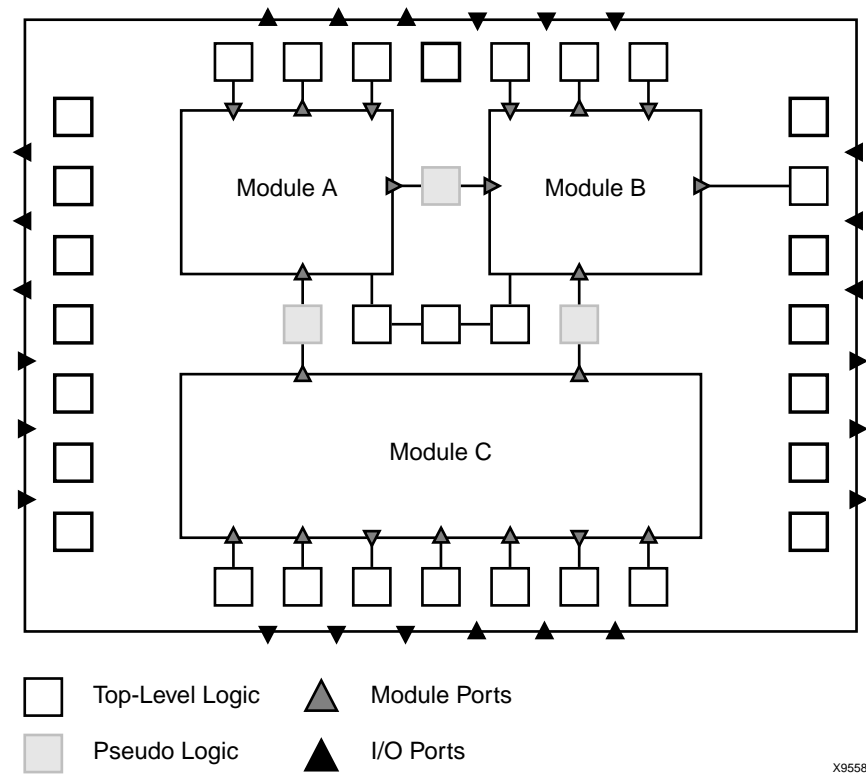 Module A
Module B
Module C
Top-Level Logic
Module Ports
Pseudo Logic
I/O Ports
X9558